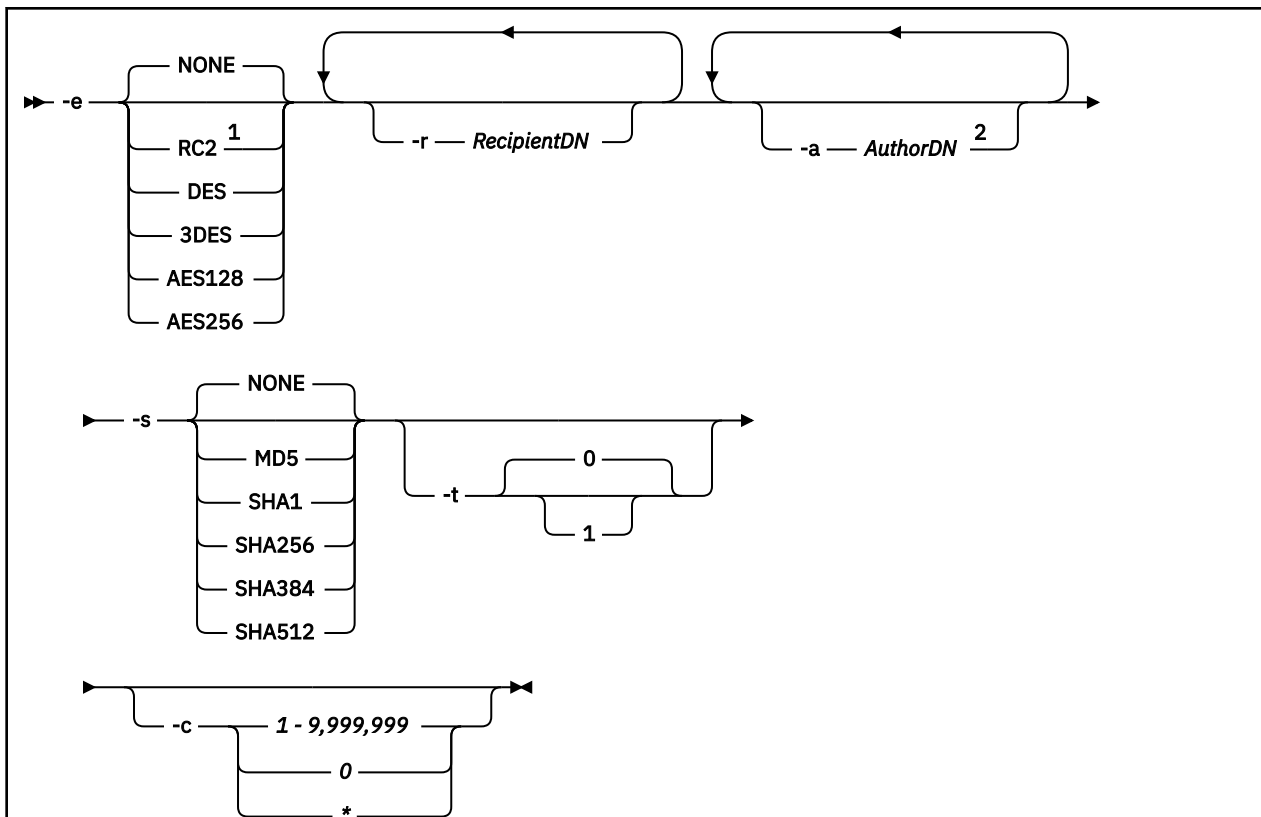 NONE
-e
RC2 1
DES
3DES
AES128
AES256
-r RecipientDN
-a AuthorDN 2
NONE
-s
MD5
SHA1
SHA256
SHA384
SHA512
0
-t
1
-c 1 - 9,999,999
0
*